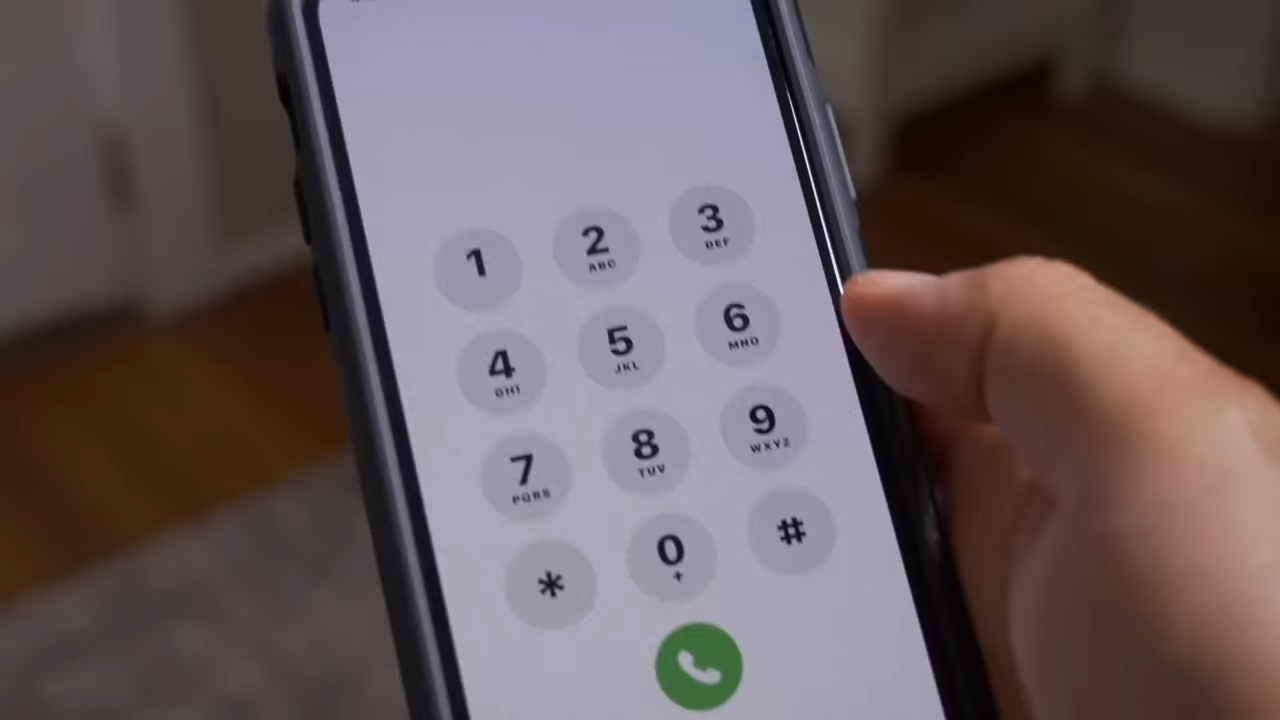 1 2 3
ABC DEF
4 5 6
GHI JKL MNO
7 8 9
PQRS TUV WXYZ
* 0 #
+